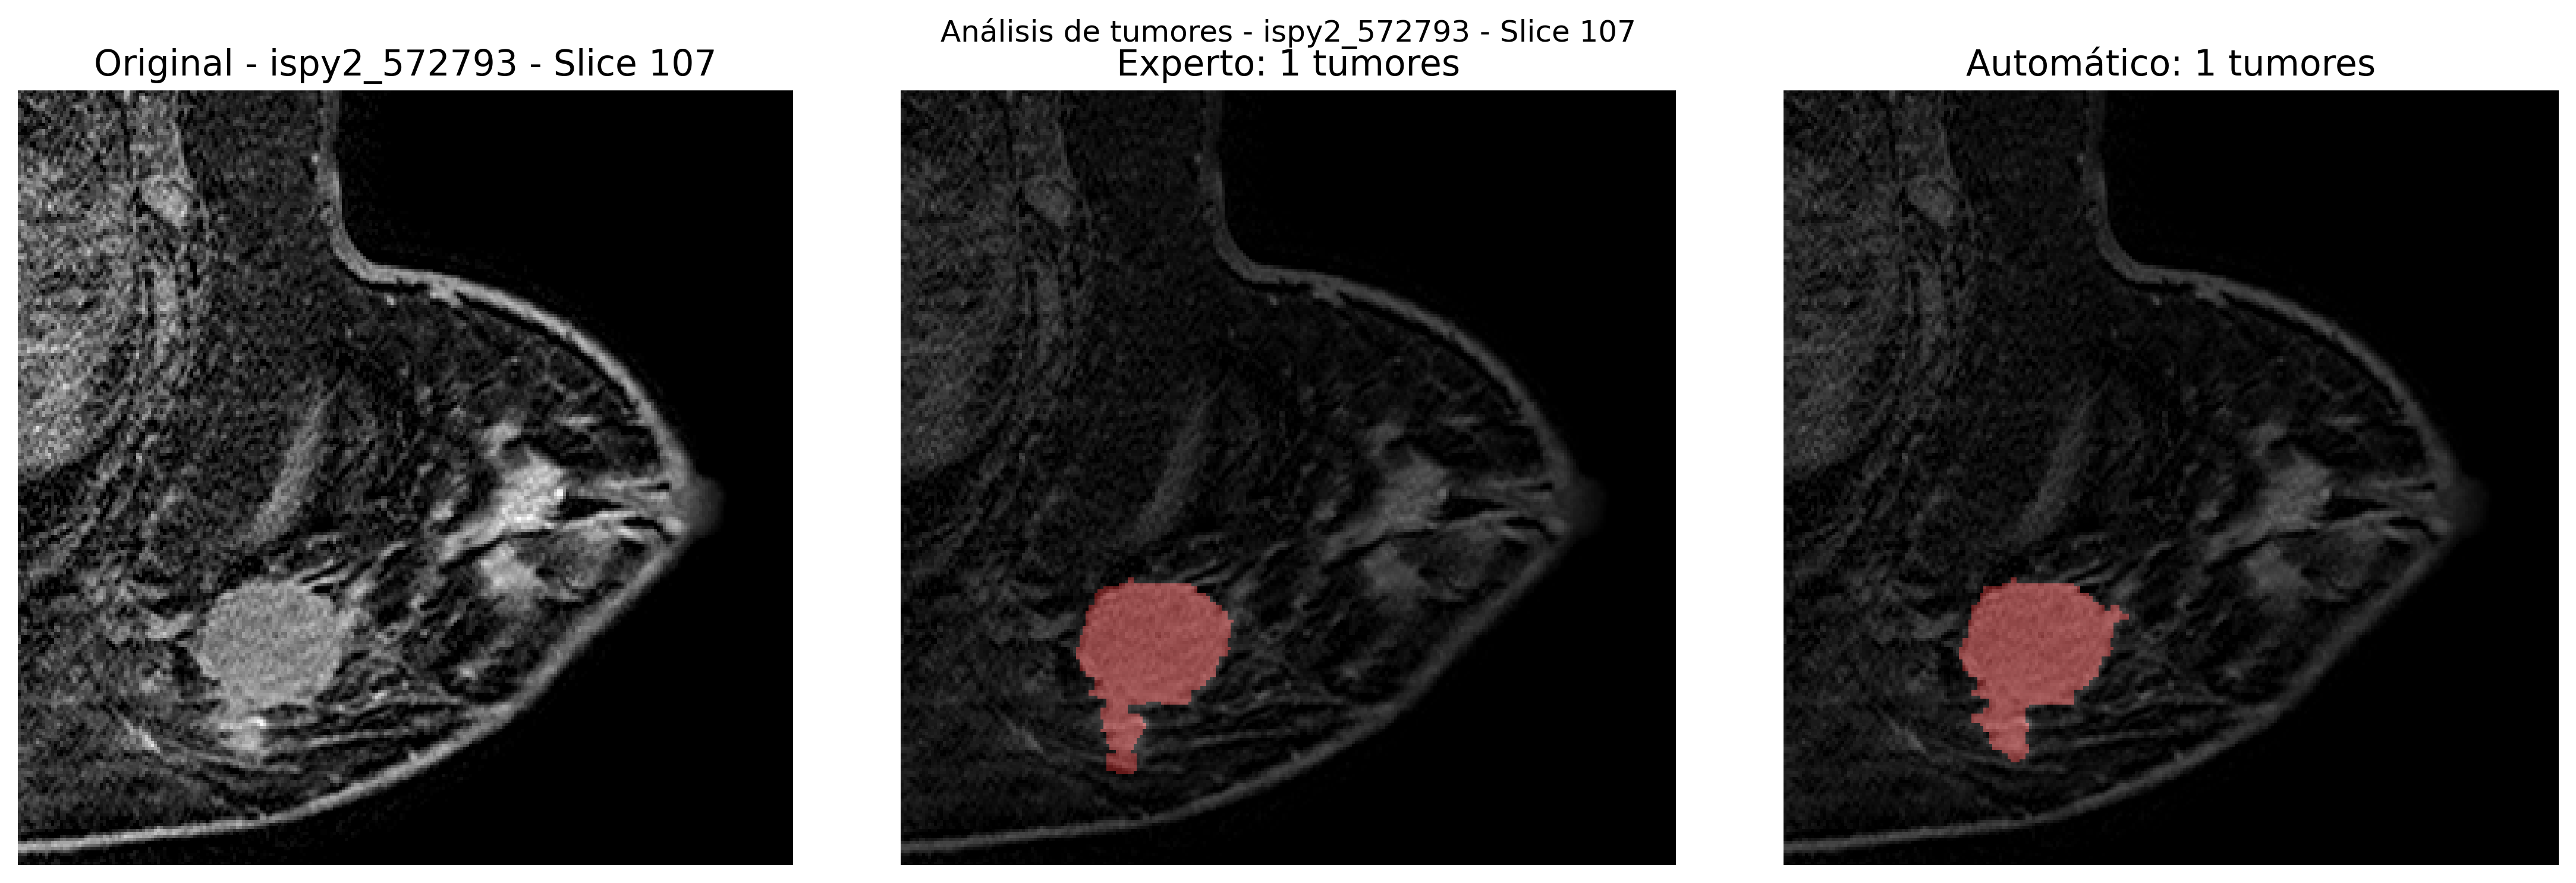 Análisis de tumores - ispy2_572793 - Slice 107
Original - ispy2_572793 - Slice 107
Experto: 1 tumores
Automático: 1 tumores